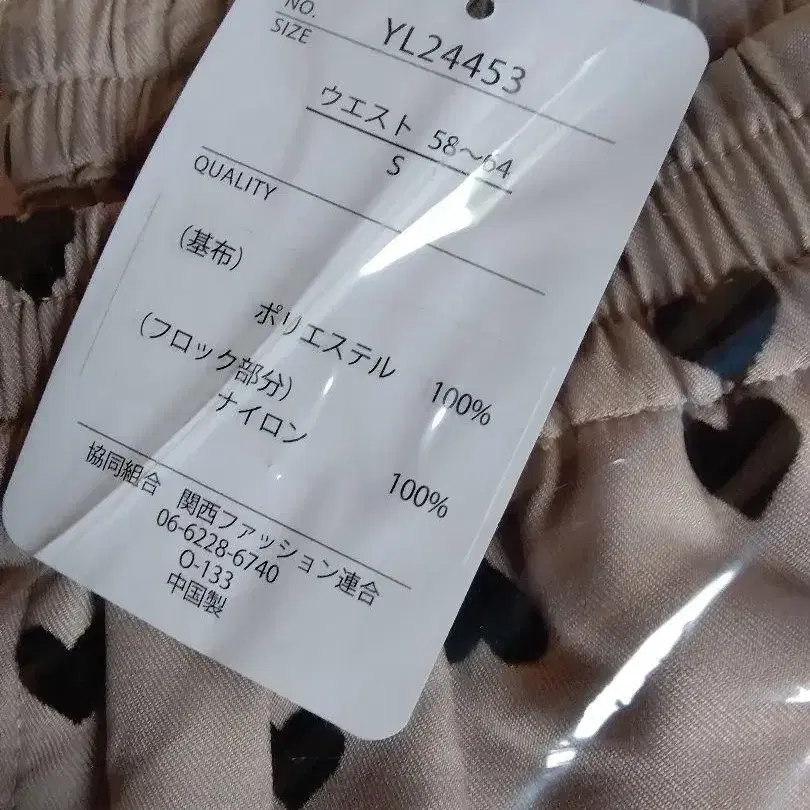 NO. YL24453
SIZE
ウエスト 58〜64
S
QUALITY
(基布)
ポリエステル 100%
(フロック部分)
ナイロン 100%
協同組合 関西ファッション連合
06-6228-6740
O-133
中国製